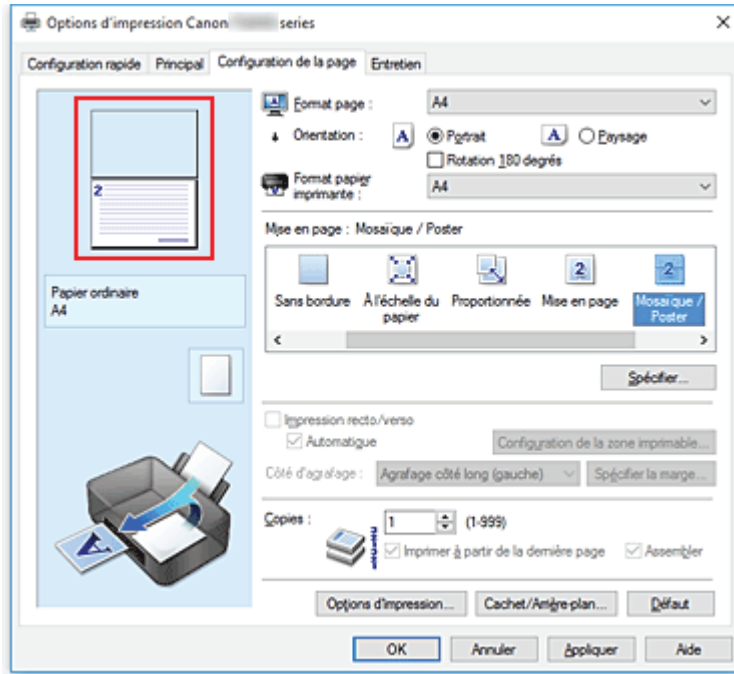 Options d'impression Canon series
Configuration rapide Principal Configuration de la page Entretien
Format page : A4
Orientation : A Portrait A Paysage
Rotation 180 degrés
Format papier
imprimante : A4
2
Mise en page : Mosaïque / Poster
2 2
Sans bordure À l'échelle du papier Proportionnée Mise en page Mosaïque / Poster
Papier ordinaire
A4
Spécifier...
Impression recto/verso
Automatique Configuration de la zone imprimable...
Côté d'agrafage : Agrafage côté long (gauche) Spécifier la marge...
Copies : 1 (1-999)
Imprimer à partir de la dernière page Assembler
A
Options d'impression... Cachet/Arrière-plan... Défaut
OK Annuler Appliquer Aide